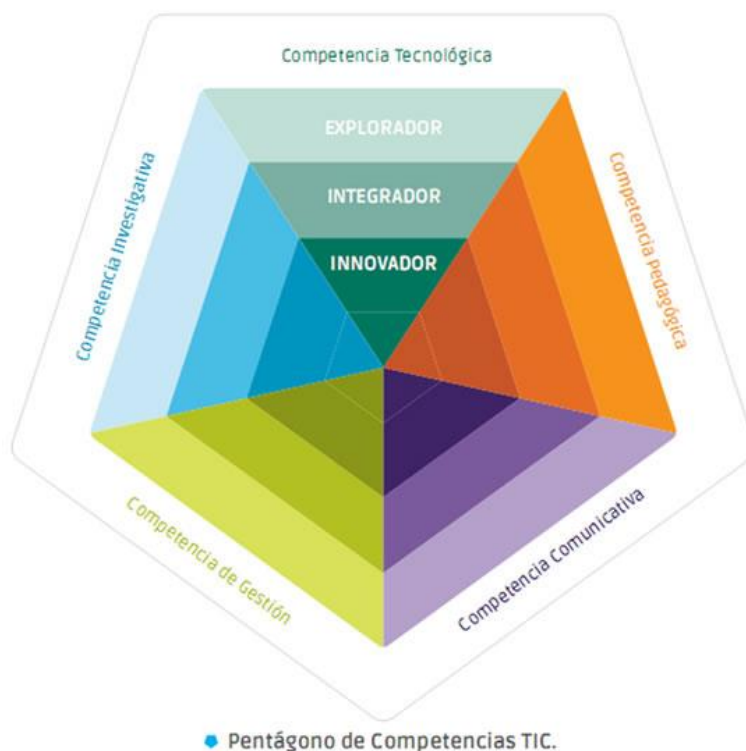 Competencia Tecnológica
EXPLORADOR
INTEGRADOR
INNOVADOR
Competencia Investigativa
Competencia Pedagógica
Competencia de Gestión
Competencia Comunicativa
Pentágono de Competencias TIC.